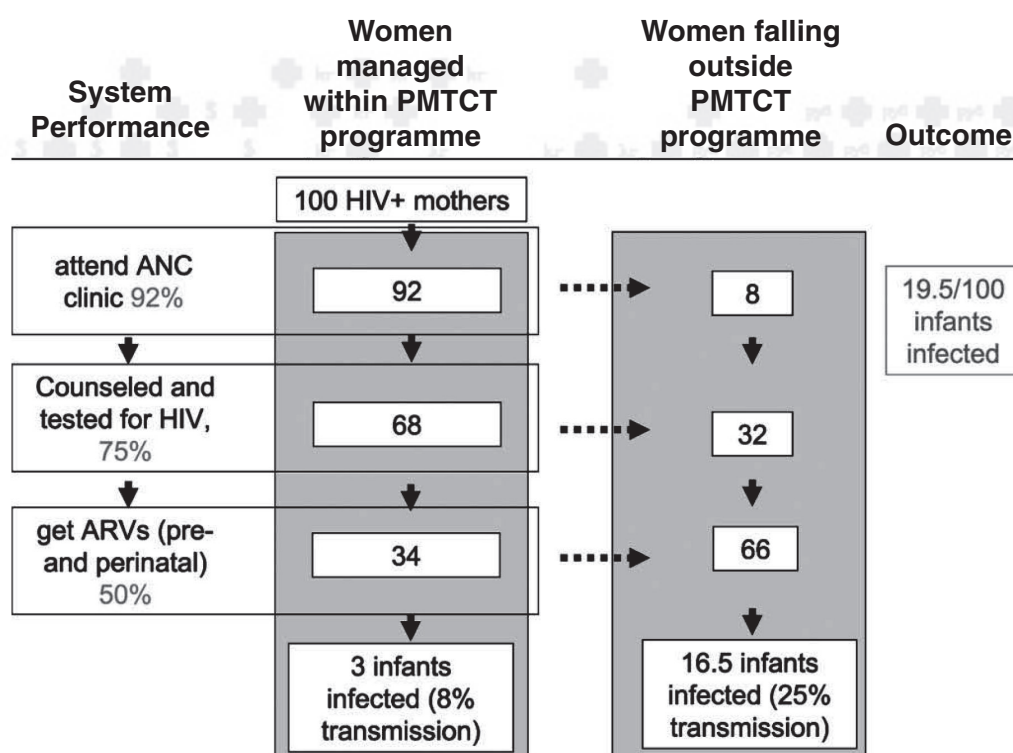 System
Performance
Women
managed
within PMTCT
programme
Women falling
outside
PMTCT
programme
Outcome
100 HIV+ mothers
attend ANC
clinic 92%
92
8
19.5/100
infants
infected
Counseled and
tested for HIV,
75%
68
32
get ARVs (pre-
and perinatal)
50%
34
66
3 infants
infected (8%
transmission)
16.5 infants
infected (25%
transmission)